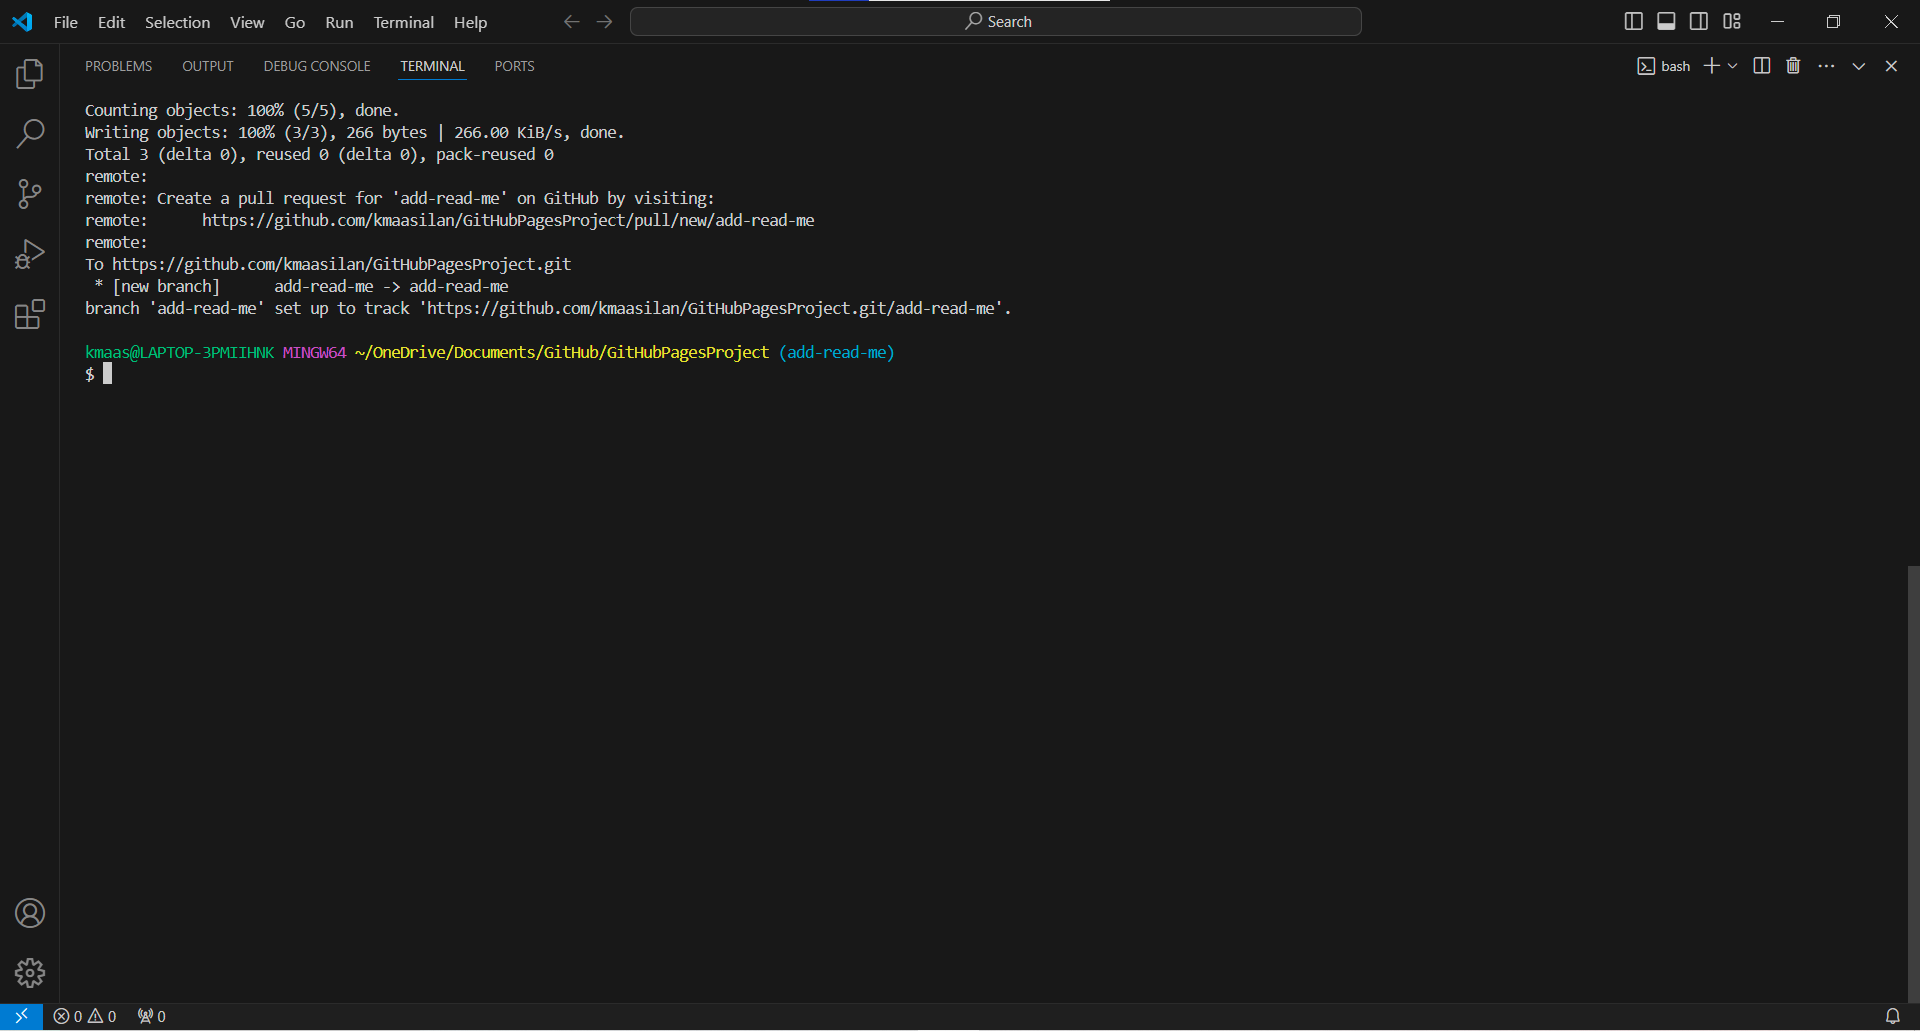 File Edit Selection View Go Run Terminal Help Search
PROBLEMS OUTPUT DEBUG CONSOLE TERMINAL PORTS bash
Counting objects: 100% (5/5), done.
Writing objects: 100% (3/3), 266 bytes | 266.00 KiB/s, done.
Total 3 (delta 0), reused 0 (delta 0), pack-reused 0
remote:
remote: Create a pull request for 'add-read-me' on GitHub by visiting:
remote:      https://github.com/kmaasilan/GitHubPagesProject/pull/new/add-read-me
remote:
To https://github.com/kmaasilan/GitHubPagesProject.git
 * [new branch]      add-read-me -> add-read-me
branch 'add-read-me' set up to track 'https://github.com/kmaasilan/GitHubPagesProject.git/add-read-me'.
kmaas@LAPTOP-3PMIIHNK MINGW64 ~/OneDrive/Documents/GitHub/GitHubPagesProject (add-read-me)
$
0 0 0